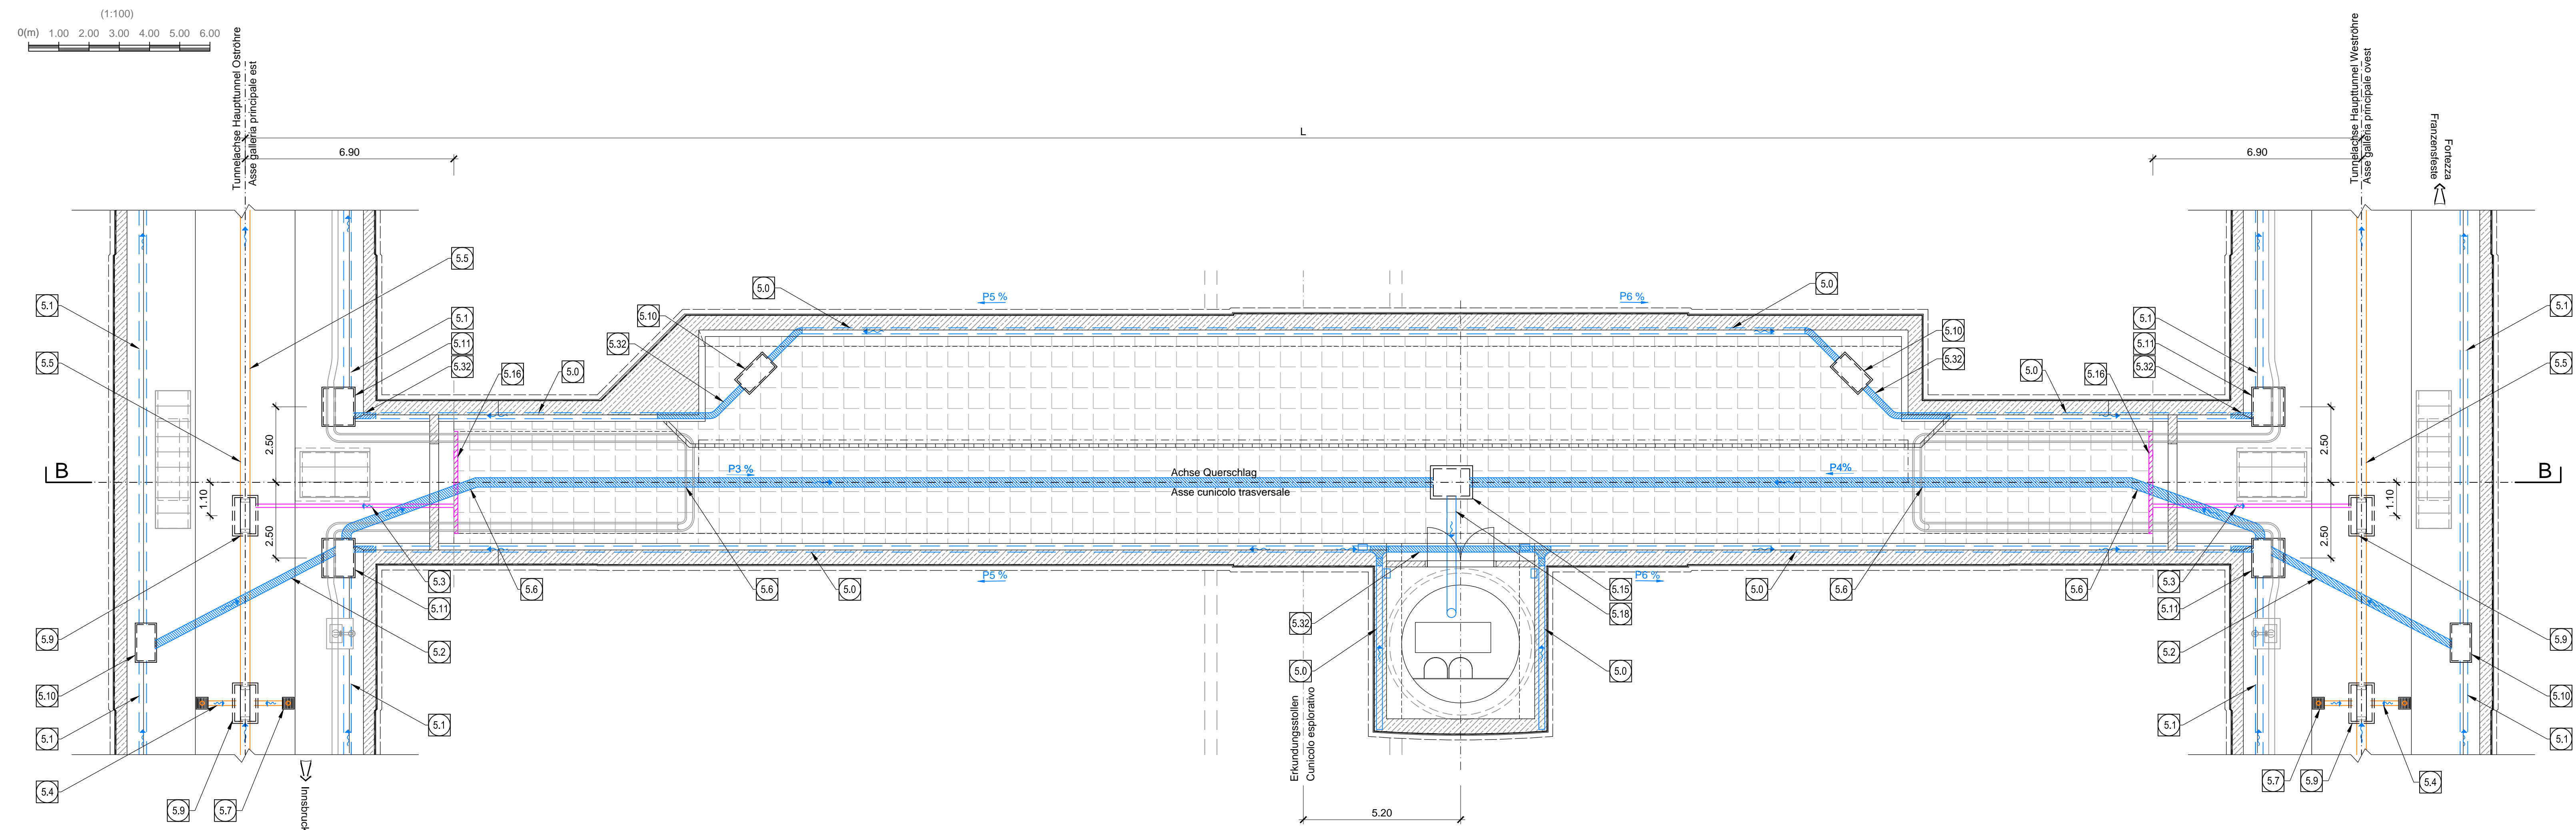 (1:100)
0(m) 1.00 2.00 3.00 4.00 5.00 6.00
Tunnelachse Haupttunnel Oströhre
Asse galleria principale est
Tunnelachse Haupttunnel Weströhre
Asse galleria principale ovest
Fortezza
Franzensfeste
L
6.90
6.90
5.5
5.1
5.5
5.1
5.11
5.32
5.16
5.0
5.32
5.10
5.0
P5 %
P6 %
5.0
5.10
5.32
5.0
5.16
5.1
5.11
5.32
5.1
5.5
2.50
2.50
B
P3 %
Achse Querschlag
Asse cunicolo trasversale
P4%
B
1.10
2.50
1.10
2.50
5.9
5.10
5.1
5.4
5.9
5.7
5.3
5.11
5.2
5.1
5.6
5.6
5.0
P5 %
5.32
5.0
P6 %
5.15
5.18
5.0
5.0
5.6
5.6
5.3
5.11
5.2
5.1
5.9
5.10
5.1
5.7
5.9
5.4
Innsbruck
Erkundungsstollen
Cunicolo esplorativo
5.20